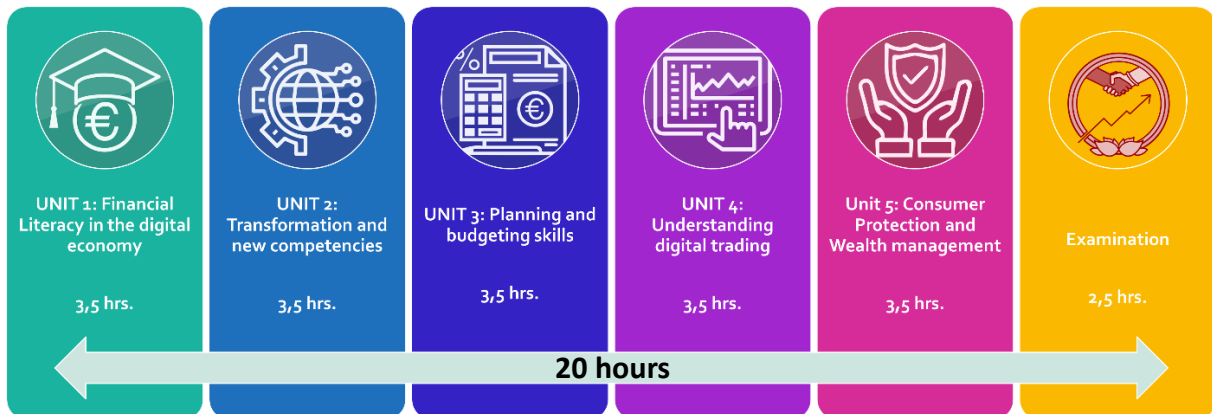 UNIT 1: Financial
Literacy in the digital
economy
3,5 hrs.
UNIT 2:
Transformation and
new competencies
3,5 hrs.
%
€
UNIT 3: Planning and
budgeting skills
3,5 hrs.
UNIT 4:
Understanding
digital trading
3,5 hrs.
Unit 5: Consumer
Protection and
Wealth management
3,5 hrs.
Examination
2,5 hrs.
20 hours